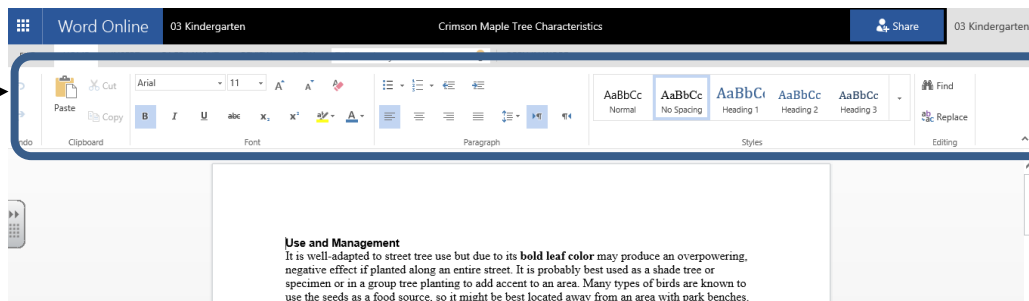 Word Online 03 Kindergarten Crimson Maple Tree Characteristics Share 03 Kindergarten
Cut Arial 11 Find
Paste AaBbCc AaBbCc AaBbCc AaBbCc AaBbCc
Normal No Spacing Heading 1 Heading 2 Heading 3
Copy B I U abc x₂ x² A Replace
Clipboard Font Paragraph Styles Editing
Use and Management
It is well-adapted to street tree use but due to its bold leaf color may produce an overpowering,
negative effect if planted along an entire street. It is probably best used as a shade tree or
specimen or in a group tree planting to add accent to an area. Many types of birds are known to
use the seeds as a food source, so it might be best located away from an area with park benches.